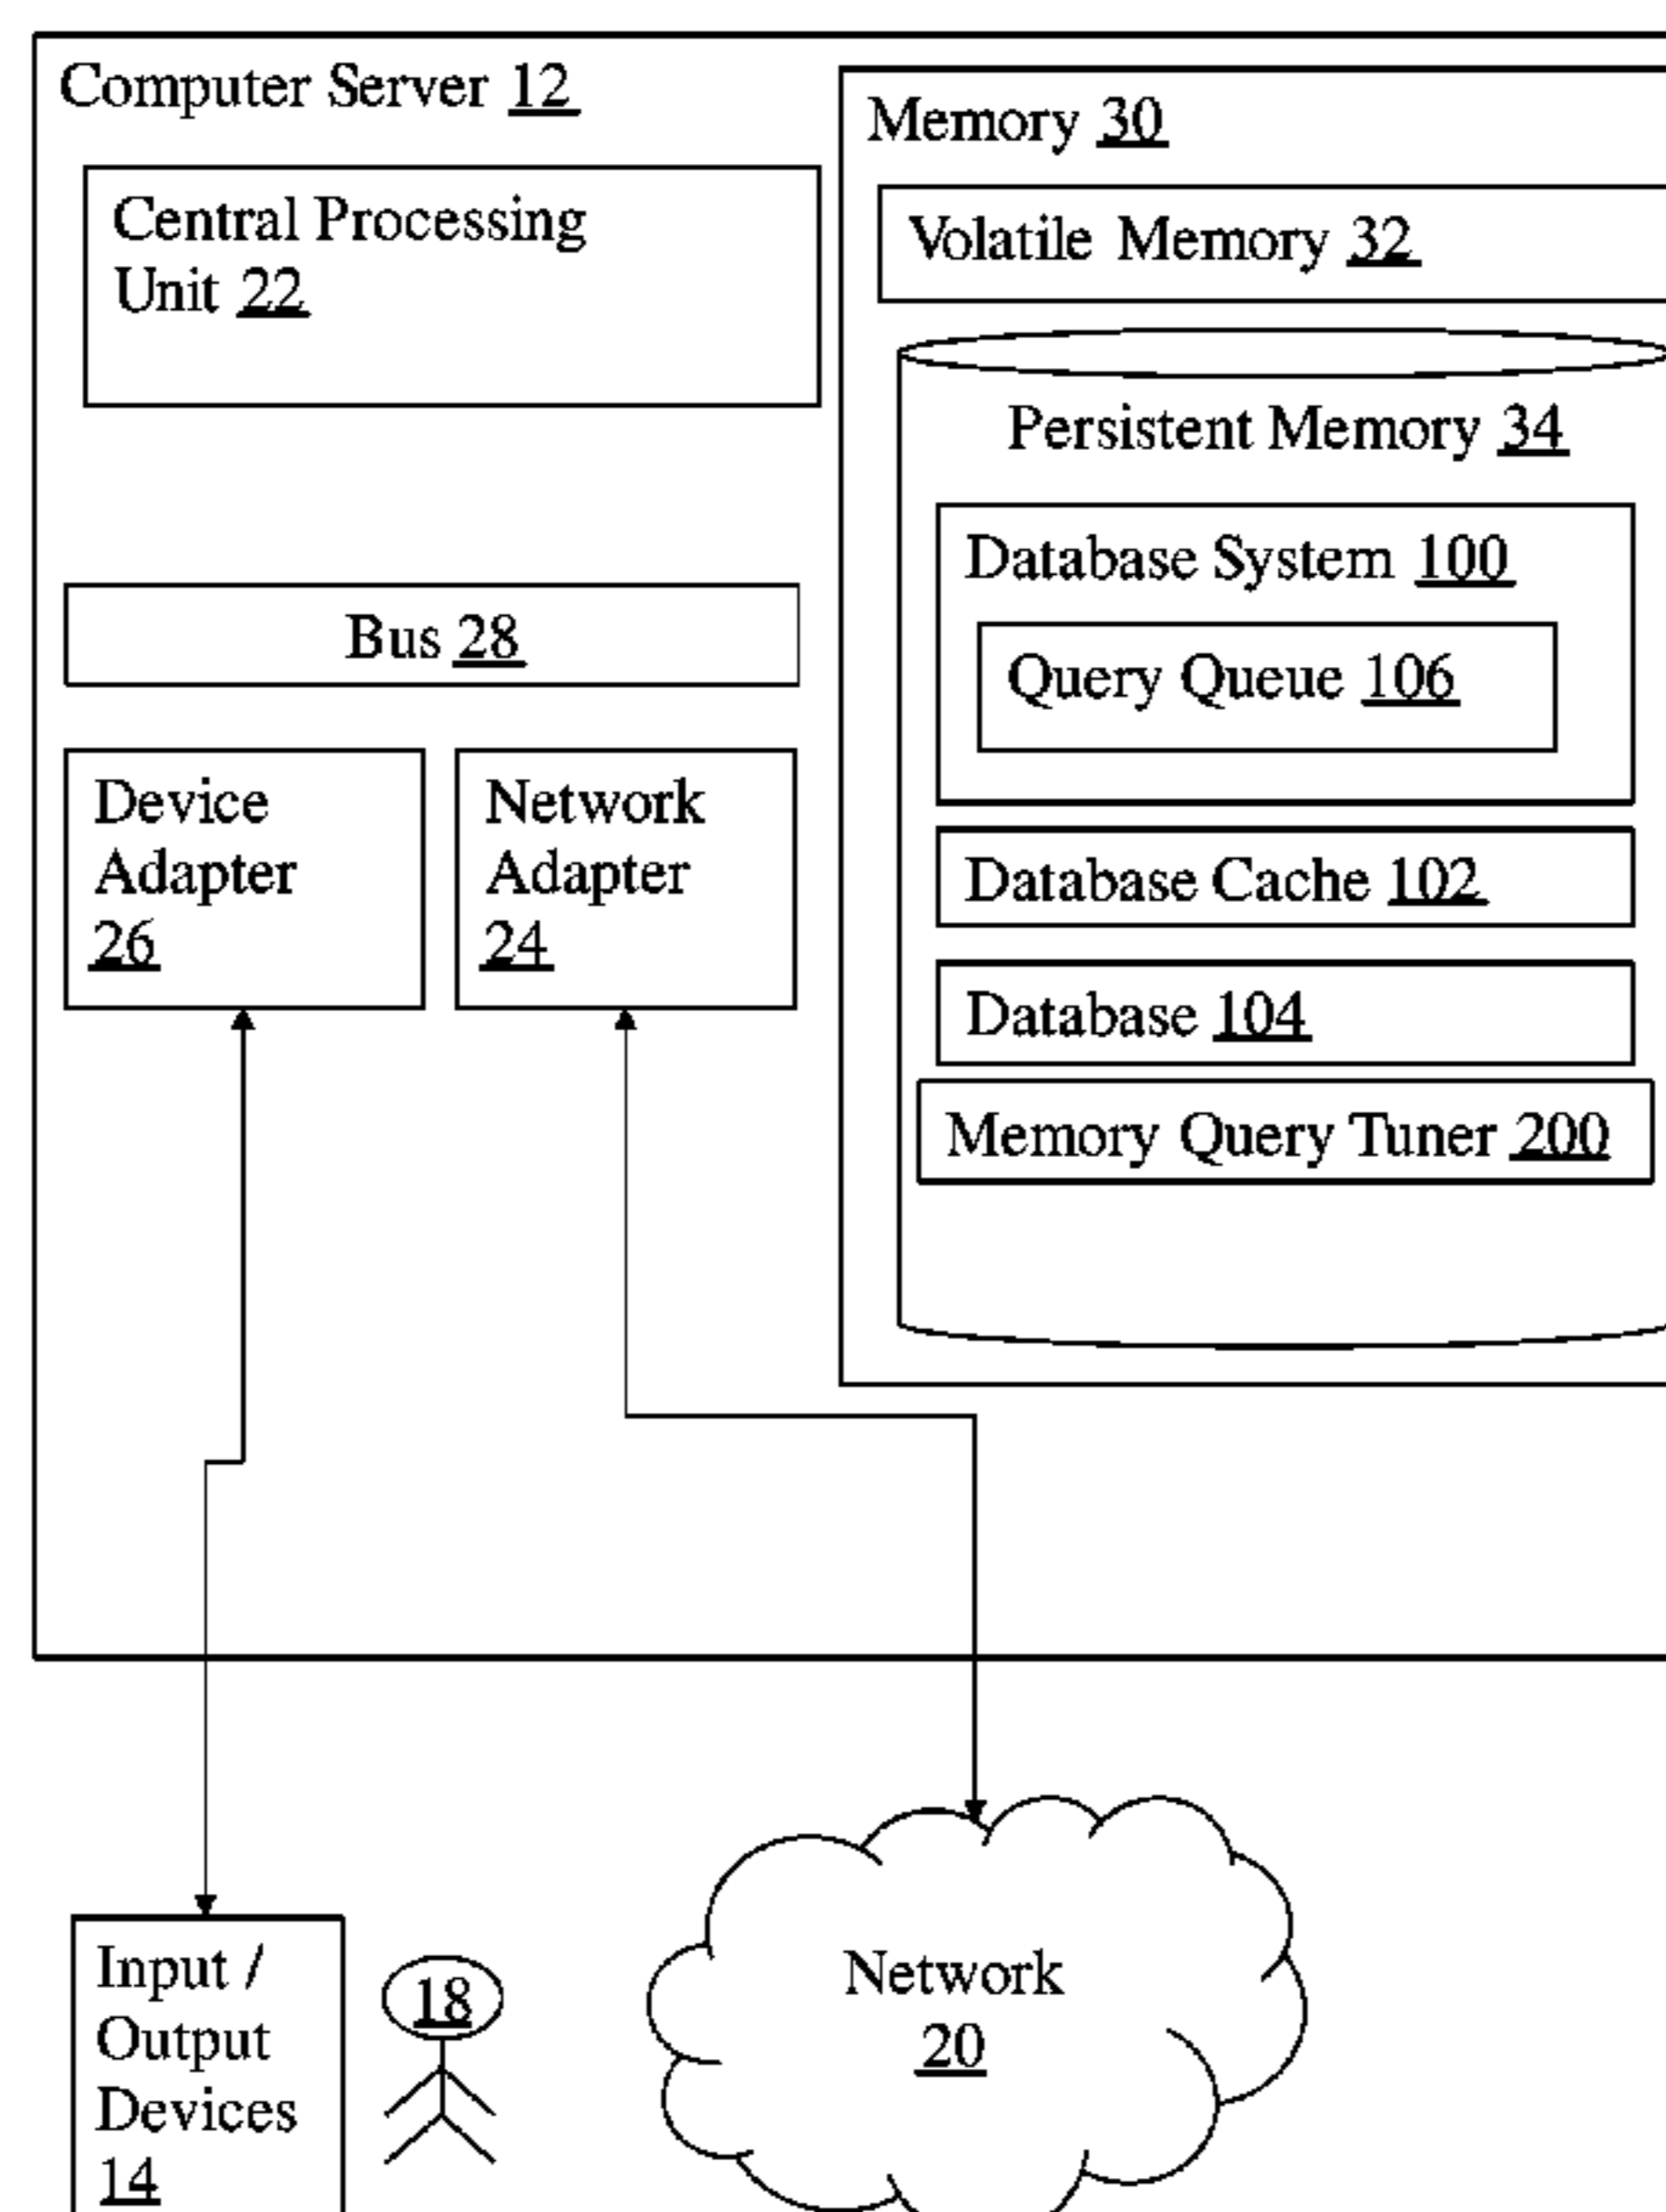 Computer Server 12
Central Processing
Unit 22
Bus 28
Device
Adapter
26
Network
Adapter
24
Memory 30
Volatile Memory 32
Persistent Memory 34
Database System 100
Query Queue 106
Database Cache 102
Database 104
Memory Query Tuner 200
Input /
Output
Devices
14
18
Network
20